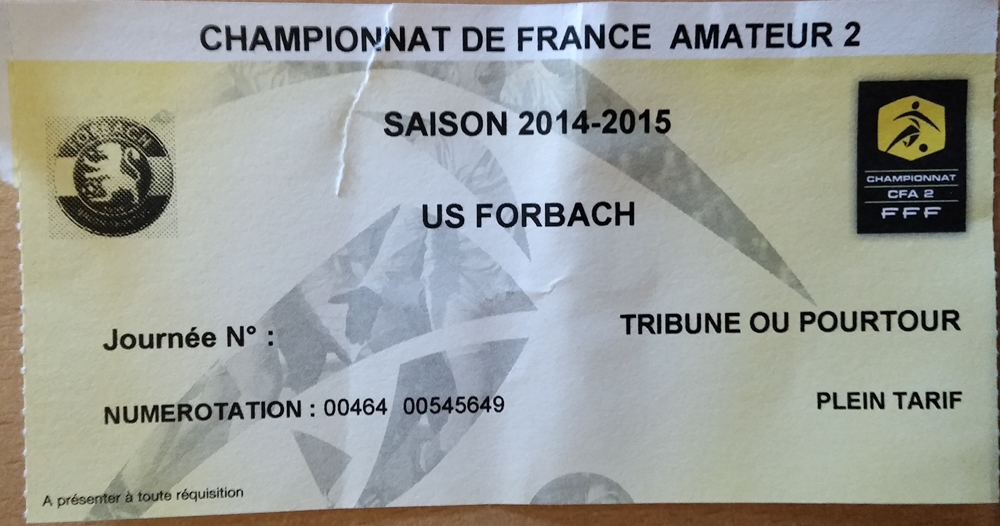 CHAMPIONNAT DE FRANCE AMATEUR 2
SAISON 2014-2015
FORBACH
CHAMPIONNAT
CFA 2
FFF
US FORBACH
Journée N° :
TRIBUNE OU POURTOUR
NUMEROTATION : 00464 00545649
PLEIN TARIF
A présenter à toute réquisition